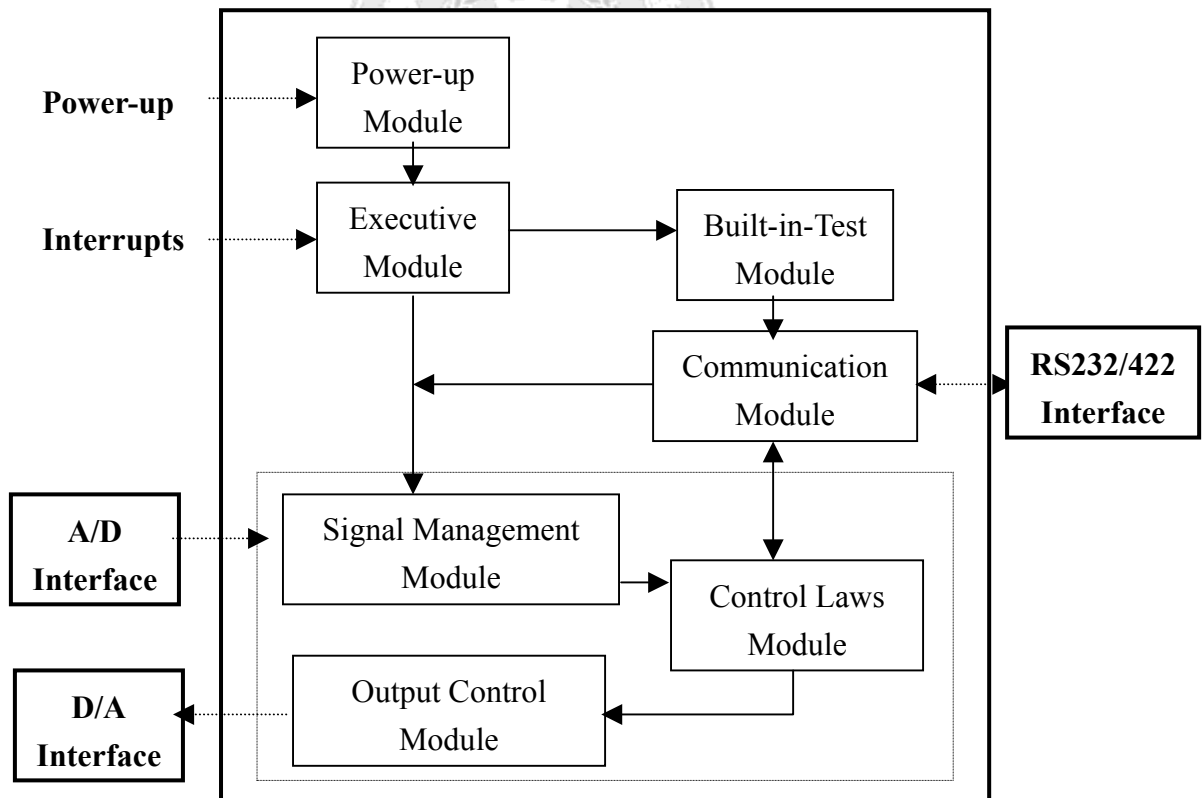 Power-up
Module
Power-up
Executive
Module
Interrupts
Built-in-Test
Module
Communication
Module
RS232/422
Interface
A/D
Interface
Signal Management
Module
Control Laws
Module
D/A
Interface
Output Control
Module